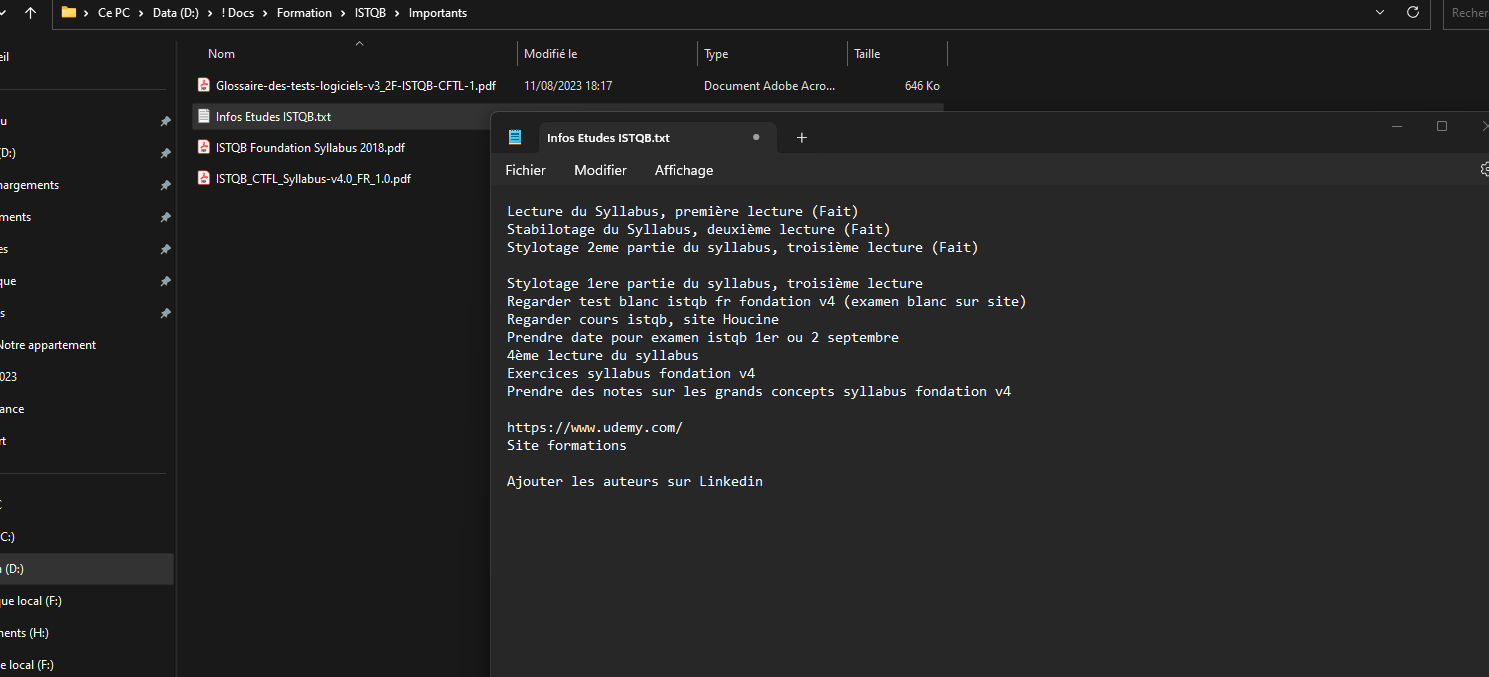 Ce PC > Data (D:) > ! Docs > Formation > ISTQB > Importants
Recher
eil
u
(D:)
hargements
ments
es
que
s
Notre appartement
023
ance
rt
C:)
(D:)
que local (F:)
ments (H:)
e local (F:)
Nom Modifié le Type Taille
Glossaire-des-tests-logiciels-v3_2F-ISTQB-CFTL-1.pdf 11/08/2023 18:17 Document Adobe Acro... 646 Ko
Infos Etudes ISTQB.txt
ISTQB Foundation Syllabus 2018.pdf
ISTQB_CTFL_Syllabus-v4.0_FR_1.0.pdf
Infos Etudes ISTQB.txt
Fichier Modifier Affichage
Lecture du Syllabus, première lecture (Fait)
Stabilotage du Syllabus, deuxième lecture (Fait)
Stylotage 2eme partie du syllabus, troisième lecture (Fait)
Stylotage 1ere partie du syllabus, troisième lecture
Regarder test blanc istqb fr fondation v4 (examen blanc sur site)
Regarder cours istqb, site Houcine
Prendre date pour examen istqb 1er ou 2 septembre
4ème lecture du syllabus
Exercices syllabus fondation v4
Prendre des notes sur les grands concepts syllabus fondation v4
https://www.udemy.com/
Site formations
Ajouter les auteurs sur Linkedin